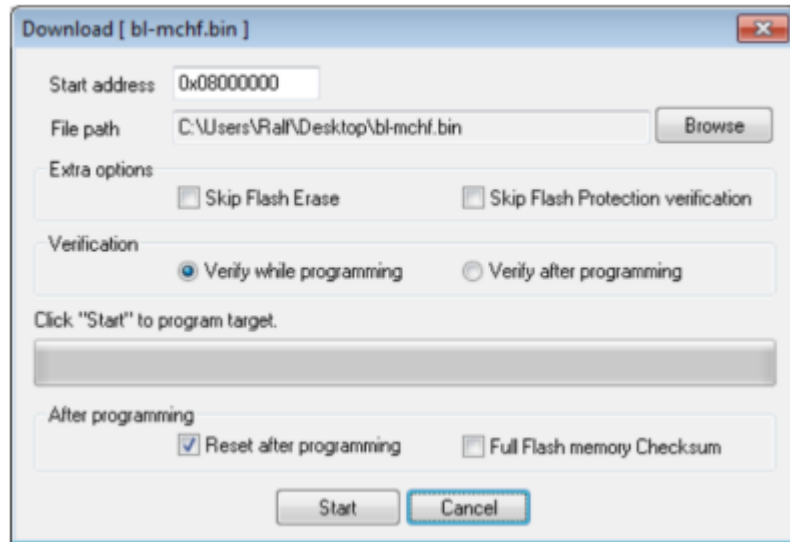 Download [ bl-mchf.bin ]
Start address 0x08000000
File path C:\Users\Ralf\Desktop\bl-mchf.bin Browse
Extra options
Skip Flash Erase Skip Flash Protection verification
Verification
Verify while programming Verify after programming
Click "Start" to program target.
After programming
Reset after programming Full Flash memory Checksum
Start Cancel